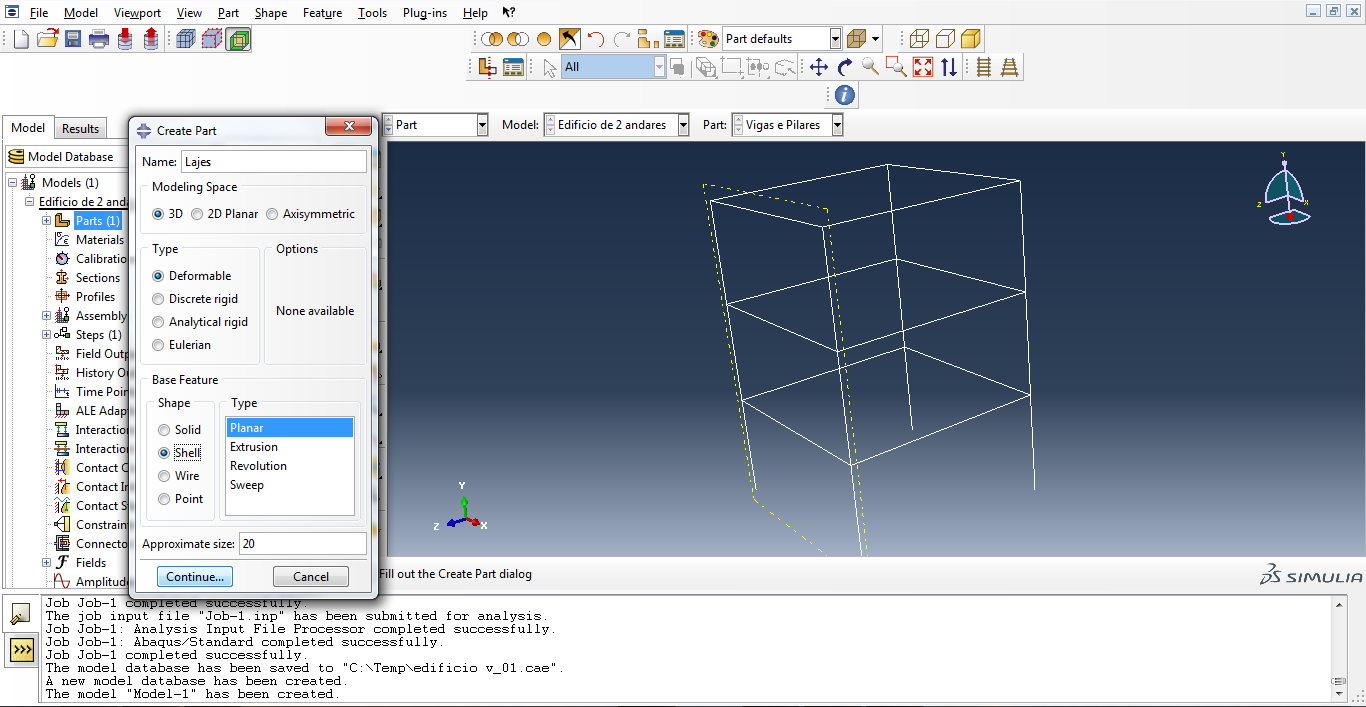 File Model Viewport View Part Shape Feature Tools Plug-ins Help
Part defaults
All
i
Model Results
Part Model: Edificio de 2 andares Part: Vigas e Pilares
Model Database
Models (1)
Edificio de 2 anda
Parts (1)
Materials
Calibratio
Sections
Profiles
Assembly
Steps (1)
Field Outp
History O
Time Poin
ALE Adap
Interaction
Interaction
Contact C
Contact In
Contact S
Constrain
Connecto
Fields
Amplitude
Create Part
Name: Lajes
Modeling Space
3D 2D Planar Axisymmetric
Type
Deformable
Discrete rigid
Analytical rigid
Eulerian
Options
None available
Base Feature
Shape
Solid
Shell
Wire
Point
Type
Planar
Extrusion
Revolution
Sweep
Approximate size: 20
Continue... Cancel
Y
Z
X
Y
Z
X
Fill out the Create Part dialog
SIMULIA
Job Job-1 completed successfully.
The job input file "Job-1.inp" has been submitted for analysis.
Job Job-1: Analysis Input File Processor completed successfully.
Job Job-1: Abaqus/Standard completed successfully.
Job Job-1 completed successfully.
The model database has been saved to "C:\Temp\edificio v_01.cae".
A new model database has been created.
The model "Model-1" has been created.
>>>